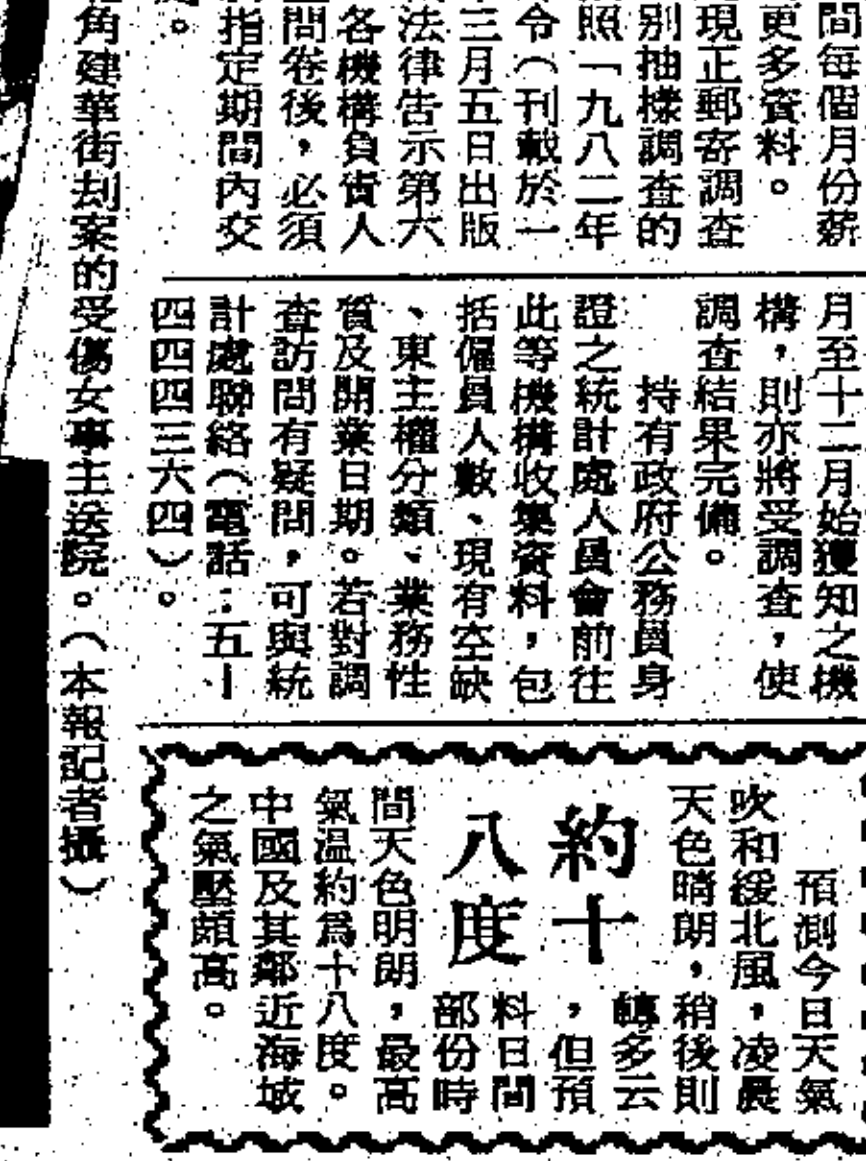 間每個月份薪
更多資料。
現正郵寄調查
別抽樣調查的
照「一九八二年
令(刊載於一
三月五日出版
法律告示第六
各機構負責人
問卷後,必須
指定期間內交
月至十二月始獲知之機
構,則亦將受調查,使
調查結果完備。
持有政府公務員身
證之統計處人員會前往
此等機構收集資料,包
括僱員人數、現有空缺
、東主權分類、業務性
質及開業日期。若對調
查訪問有疑問,可與統
計處聯絡(電話:五—
四四四三六四)。
角建華街刦案的受傷女事主送院。(本報記者攝)
約十
八度
預測今日天氣
吹和緩北風,凌晨
天色晴朗,稍後則
轉多云
,但預
料日間
部份時
間天色明朗,最高
氣温約爲十八度。
中國及其鄰近海域
之氣壓頗高。